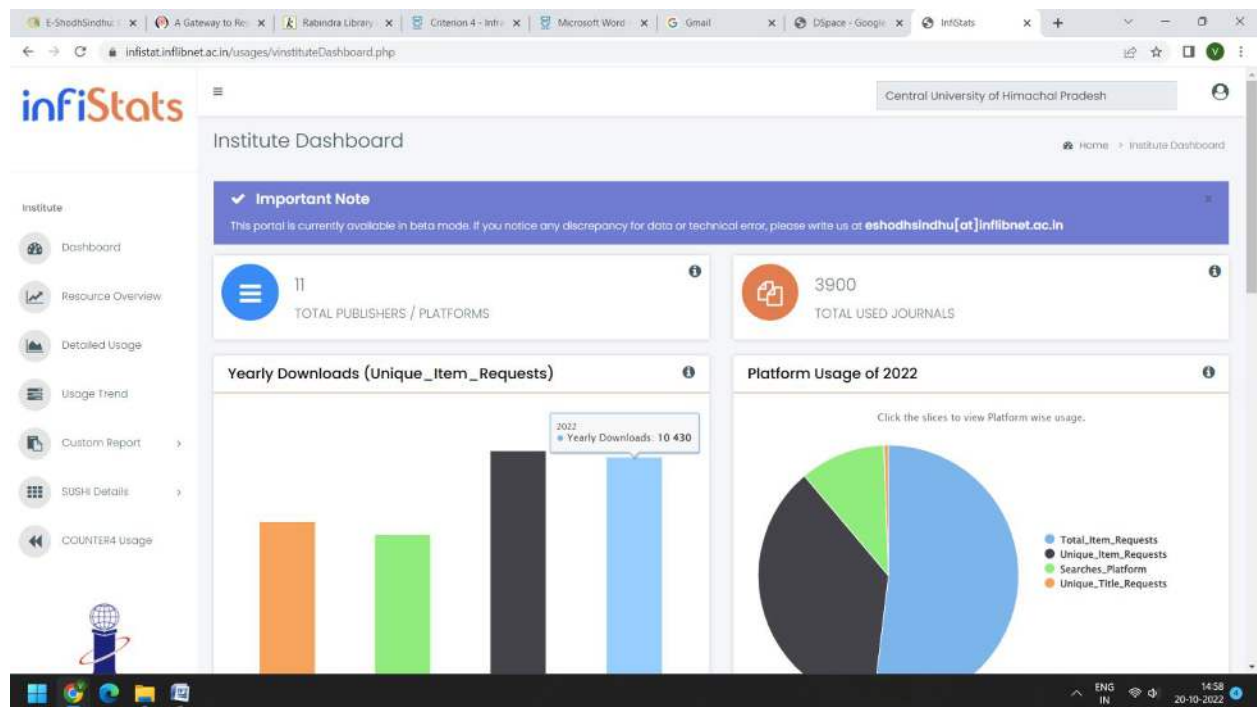 E-ShodhSindhu:
A Gateway to Re
Rabindra Library
Criterion 4 - Infr
Microsoft Word
Gmail
DSpace - Google
InfiStats
infistat.inflibnet.ac.in/usages/vinstituteDashboard.php
V
infiStats
Central University of Himachal Pradesh
Institute Dashboard
Home > Institute Dashboard
Institute
Dashboard
Resource Overview
Detailed Usage
Usage Trend
Custom Report
SUSHI Details
COUNTER4 Usage
Important Note
This portal is currently available in beta mode. If you notice any discrepancy for data or technical error, please write us at eshodhsindhu[at]inflibnet.ac.in
11
TOTAL PUBLISHERS / PLATFORMS
3900
TOTAL USED JOURNALS
Yearly Downloads (Unique_Item_Requests)
2022
Yearly Downloads: 10 430
Platform Usage of 2022
Click the slices to view Platform wise usage.
Total_Item_Requests
Unique_Item_Requests
Searches_Platform
Unique_Title_Requests
ENG
IN
14:58
20-10-2022
4